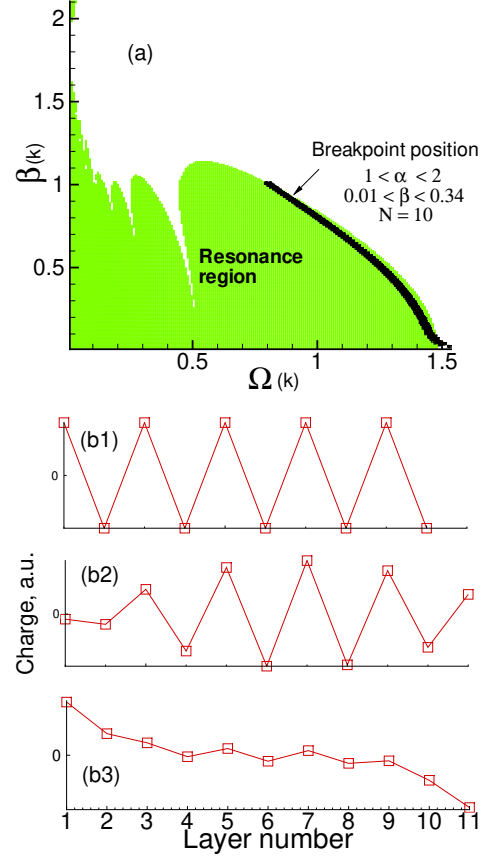 (a)
2
1.5
1
0.5
β(k)
Breakpoint position
1 < α < 2
0.01 < β < 0.34
N = 10
Resonance
region
0.5
1
1.5
Ω(k)
(b1)
0
(b2)
0
(b3)
0
Charge, a.u.
1 2 3 4 5 6 7 8 9 10 11
Layer number